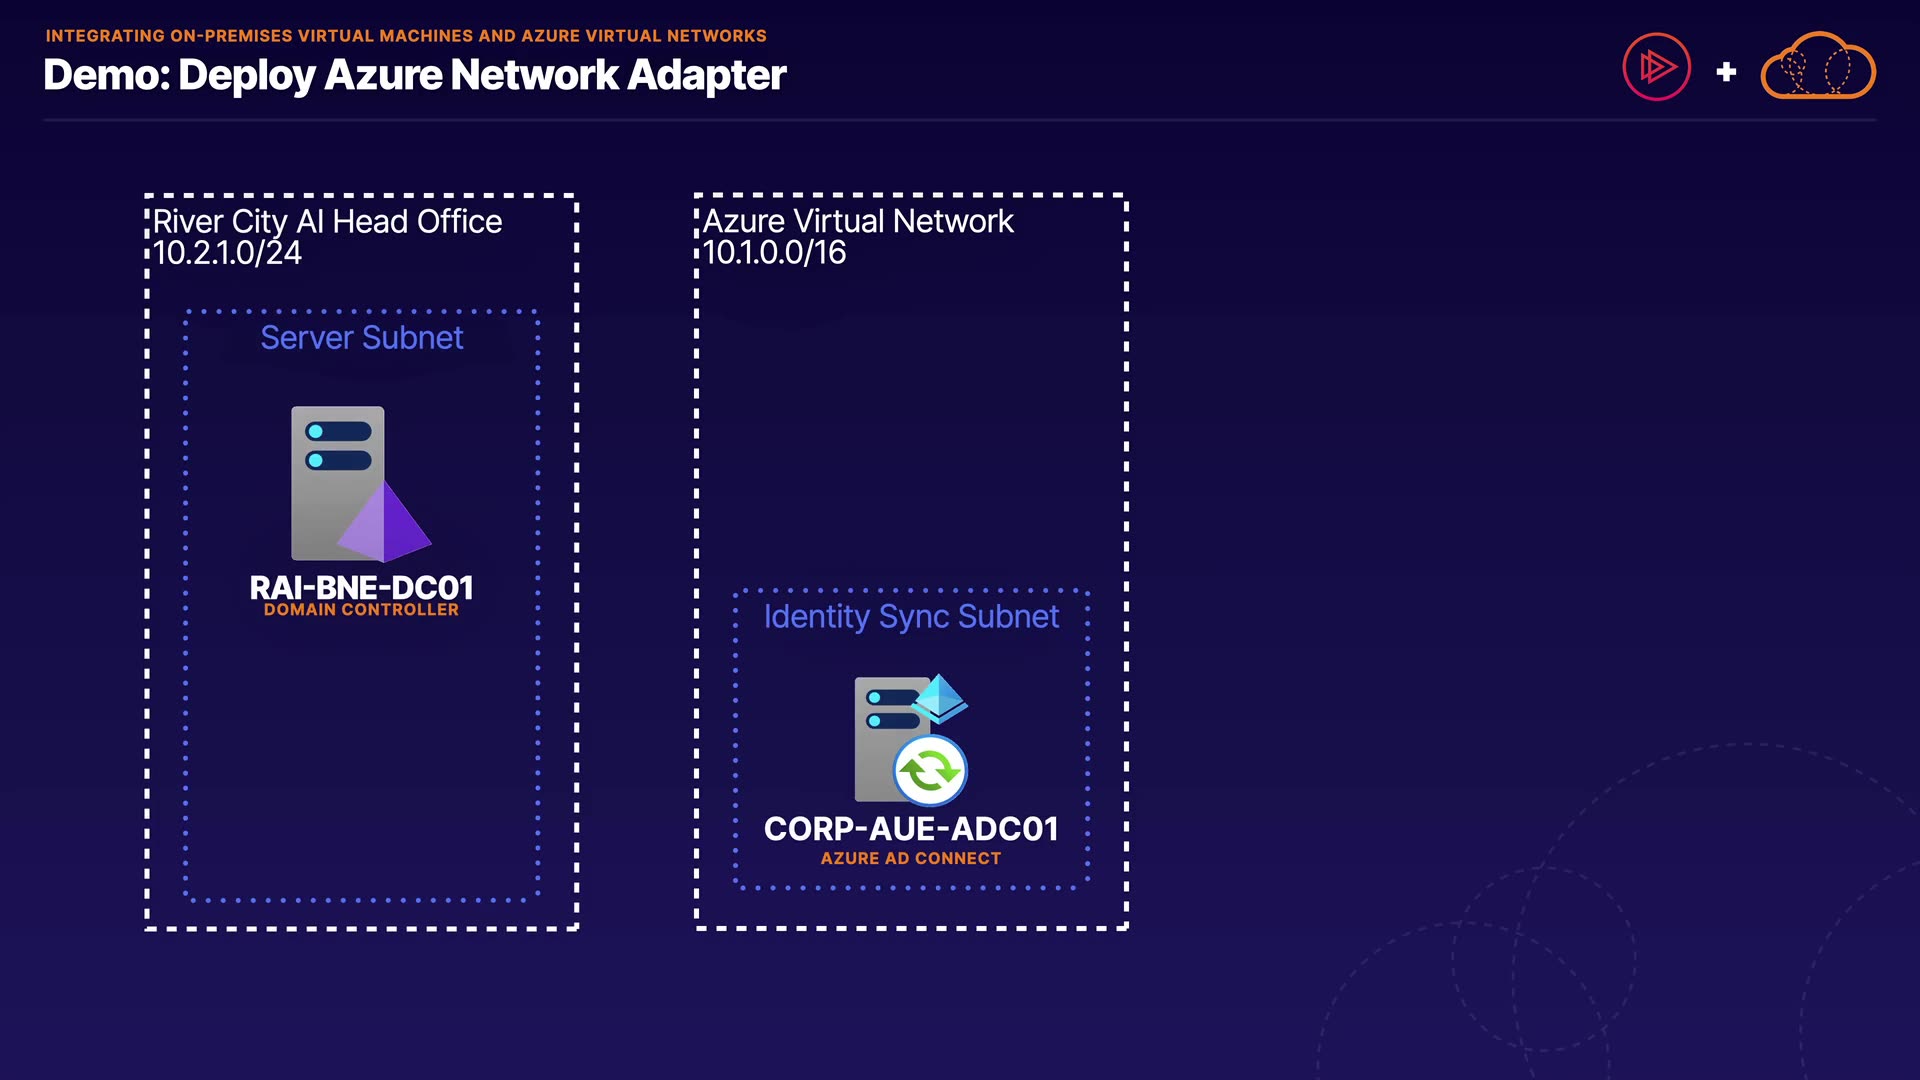 INTEGRATING ON-PREMISES VIRTUAL MACHINES AND AZURE VIRTUAL NETWORKS
Demo: Deploy Azure Network Adapter
River City AI Head Office
10.2.1.0/24
Server Subnet
RAI-BNE-DC01
DOMAIN CONTROLLER
Azure Virtual Network
10.1.0.0/16
Identity Sync Subnet
CORP-AUE-ADC01
AZURE AD CONNECT